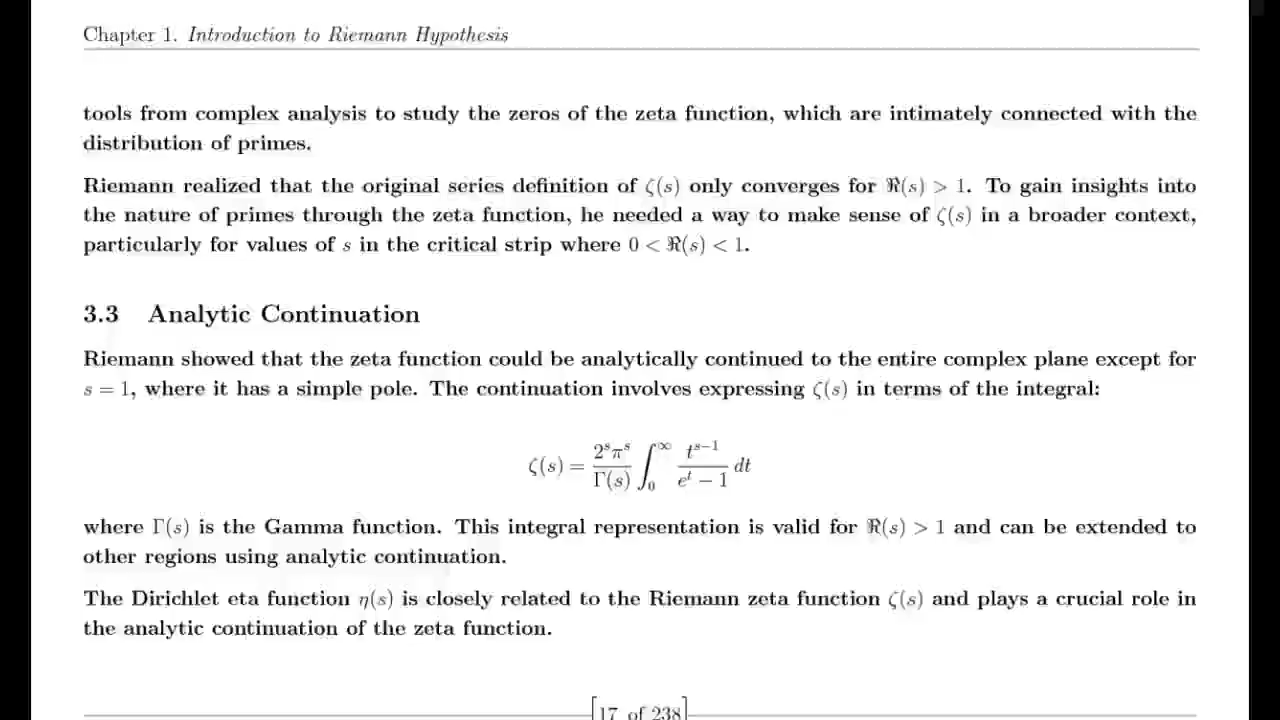 Chapter 1. Introduction to Riemann Hypothesis
tools from complex analysis to study the zeros of the zeta function, which are intimately connected with the
distribution of primes.
Riemann realized that the original series definition of ζ(s) only converges for ℜ(s) > 1. To gain insights into
the nature of primes through the zeta function, he needed a way to make sense of ζ(s) in a broader context,
particularly for values of s in the critical strip where 0 < ℜ(s) < 1.
3.3 Analytic Continuation
Riemann showed that the zeta function could be analytically continued to the entire complex plane except for
s = 1, where it has a simple pole. The continuation involves expressing ζ(s) in terms of the integral:
ζ(s) = \frac{2^s π^s}{Γ(s)} ∫_0^∞ \frac{t^{s−1}}{e^t − 1} dt
where Γ(s) is the Gamma function. This integral representation is valid for ℜ(s) > 1 and can be extended to
other regions using analytic continuation.
The Dirichlet eta function η(s) is closely related to the Riemann zeta function ζ(s) and plays a crucial role in
the analytic continuation of the zeta function.
[17 of 238]